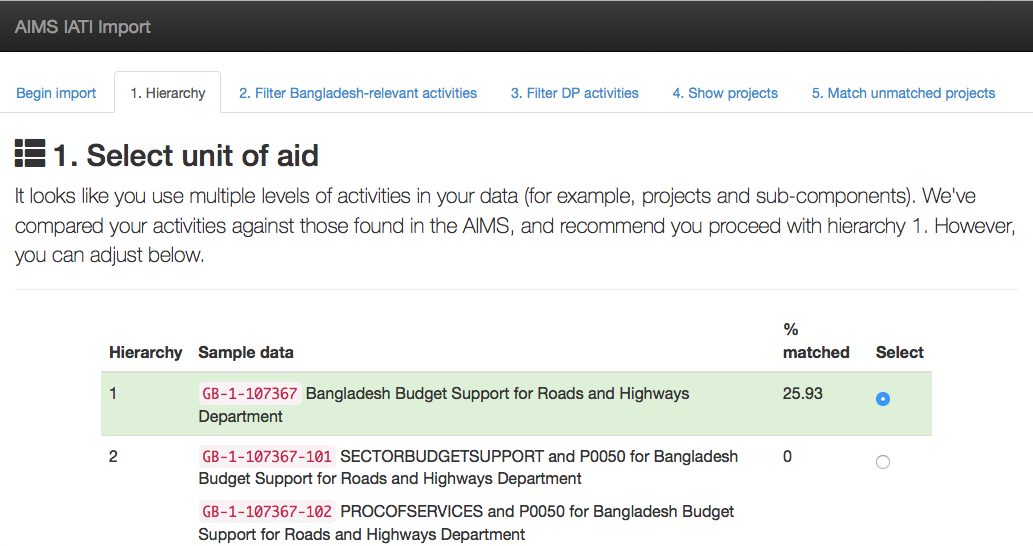 AIMS IATI Import
Begin import 1. Hierarchy 2. Filter Bangladesh-relevant activities 3. Filter DP activities 4. Show projects 5. Match unmatched projects
1. Select unit of aid
It looks like you use multiple levels of activities in your data (for example, projects and sub-components). We've
compared your activities against those found in the AIMS, and recommend you proceed with hierarchy 1. However,
you can adjust below.
%
Hierarchy Sample data matched Select
1 GB-1-107367 Bangladesh Budget Support for Roads and Highways 25.93
Department
2 GB-1-107367-101 SECTORBUDGETSUPPORT and P0050 for Bangladesh 0
Budget Support for Roads and Highways Department
GB-1-107367-102 PROCOFSERVICES and P0050 for Bangladesh Budget
Support for Roads and Highways Department